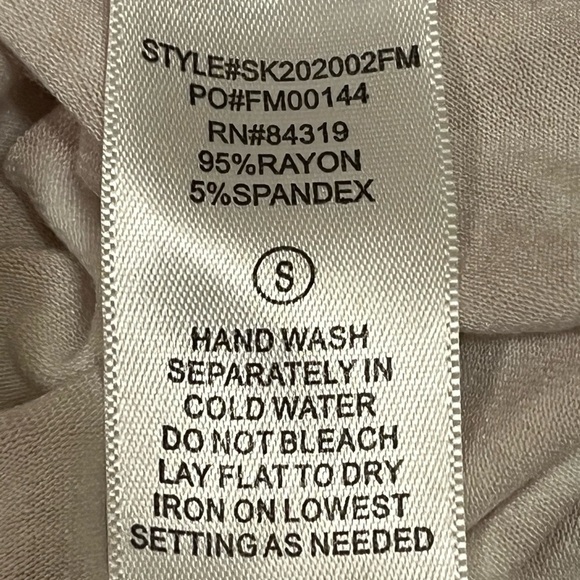 STYLE#SK202002FM
PO#FM00144
RN#84319
95%RAYON
5%SPANDEX
S
HAND WASH
SEPARATELY IN
COLD WATER
DO NOT BLEACH
LAY FLAT TO DRY
IRON ON LOWEST
SETTING AS NEEDED